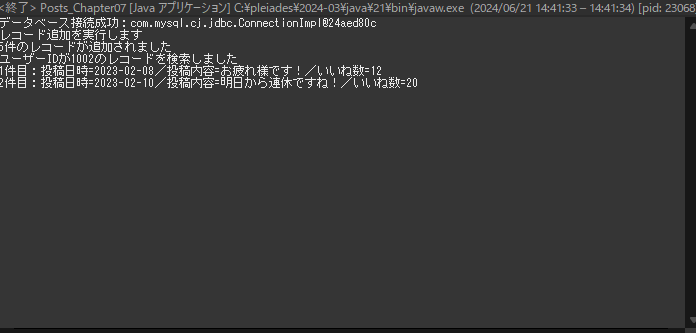 <終了> Posts_Chapter07 [Java アプリケーション] C:¥pleiades¥2024-03¥java¥21¥bin¥javaw.exe (2024/06/21 14:41:33 – 14:41:34) [pid: 23068]
データベース接続成功：com.mysql.cj.jdbc.ConnectionImpl@24aed80c
レコード追加を実行します
5件のレコードが追加されました
ユーザーIDが1002のレコードを検索しました
1件目：投稿日時=2023-02-08／投稿内容=お疲れ様です！／いいね数=12
2件目：投稿日時=2023-02-10／投稿内容=明日から連休ですね！／いいね数=20